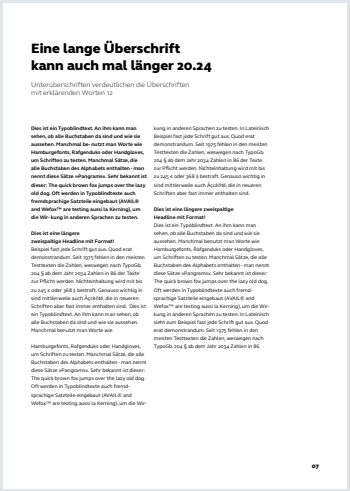 Eine lange Überschrift
kann auch mal länger 20.24
Unterüberschriften verdeutlichen die Überschriften
mit erklärenden Worten 12
Dies ist ein Typoblindtext. An ihm kann man
sehen, ob alle Buchstaben da sind und wie sie
aussehen. Manchmal be- nutzt man Worte wie
Hamburgefonts, Rafgenduks oder Handgloves,
um Schriften zu testen. Manchmal Sätze, die
alle Buchstaben des Alphabets enthalten - man
nennt diese Sätze »Pangrams«. Sehr bekannt ist
dieser: The quick brown fox jumps over the lazy
old dog. Oft werden in Typoblindtexte auch
fremdsprachige Satzteile eingebaut (AVAIL®
and Wefox™ are testing aussi la Kerning), um
die Wir- kung in anderen Sprachen zu testen.
Dies ist eine längere
zweispaltige Headline mit Format!
Beispiel fast jede Schrift gut aus. Quod erat
demonstrandum. Seit 1975 fehlen in den meisten
Testtexten die Zahlen, weswegen nach TypoGb.
204 § ab dem Jahr 2034 Zahlen in 86 der Texte
zur Pflicht werden. Nichteinhaltung wird mit bis
zu 245 € oder 368 $ bestraft. Genauso wichtig in
sind mittlerweile auch Âçcèñtë, die in neueren
Schriften aber fast immer enthalten sind. Dies ist
ein Typoblindtext. An ihm kann man sehen, ob
alle Buchstaben da sind und wie sie aussehen.
Manchmal benutzt man Worte wie
Hamburgefonts, Rafgenduks oder Handgloves,
um Schriften zu testen. Manchmal Sätze, die alle
Buchstaben des Alphabets enthalten - man nennt
diese Sätze »Pangrams«. Sehr bekannt ist dieser:
The quick brown fox jumps over the lazy old dog.
Oft werden in Typoblindtexte auch fremd-
sprachige Satzteile eingebaut (AVAIL® and
Wefox™ are testing aussi la Kerning), um die Wir-
kung in anderen Sprachen zu testen. In Lateinisch
Beispiel fast jede Schrift gut aus. Quod erat
demonstrandum. Seit 1975 fehlen in den meisten
Testtexten die Zahlen, weswegen nach TypoGb.
204 § ab dem Jahr 2034 Zahlen in 86 der Texte
zur Pflicht werden. Nichteinhaltung wird mit bis
zu 245 € oder 368 $ bestraft. Genauso wichtig in
sind mittlerweile auch Âçcèñtë, die in neueren
Schriften aber fast immer enthalten sind.
Dies ist eine längere zweispaltige
Headline mit Format!
Dies ist ein Typoblindtext. An ihm kann man
sehen, ob alle Buchstaben da sind und wie sie
aussehen. Manchmal benutzt man Worte wie
Hamburgefonts, Rafgenduks oder Handgloves,
um Schriften zu testen. Manchmal Sätze, die alle
Buchstaben des Alphabets enthalten - man nennt
diese Sätze »Pangrams«. Sehr bekannt ist dieser:
The quick brown fox jumps over the lazy old dog.
Oft werden in Typoblindtexte auch fremd-
sprachige Satzteile eingebaut (AVAIL® and
Wefox™ are testing aussi la Kerning), um die Wir-
kung in anderen Sprachen zu testen. In Lateinisch
sieht zum Beispiel fast jede Schrift gut aus. Quod
erat demonstrandum. Seit 1975 fehlen in den
meisten Testtexten die Zahlen, weswegen nach
TypoGb. 204 § ab dem Jahr 2034 Zahlen in 86
07